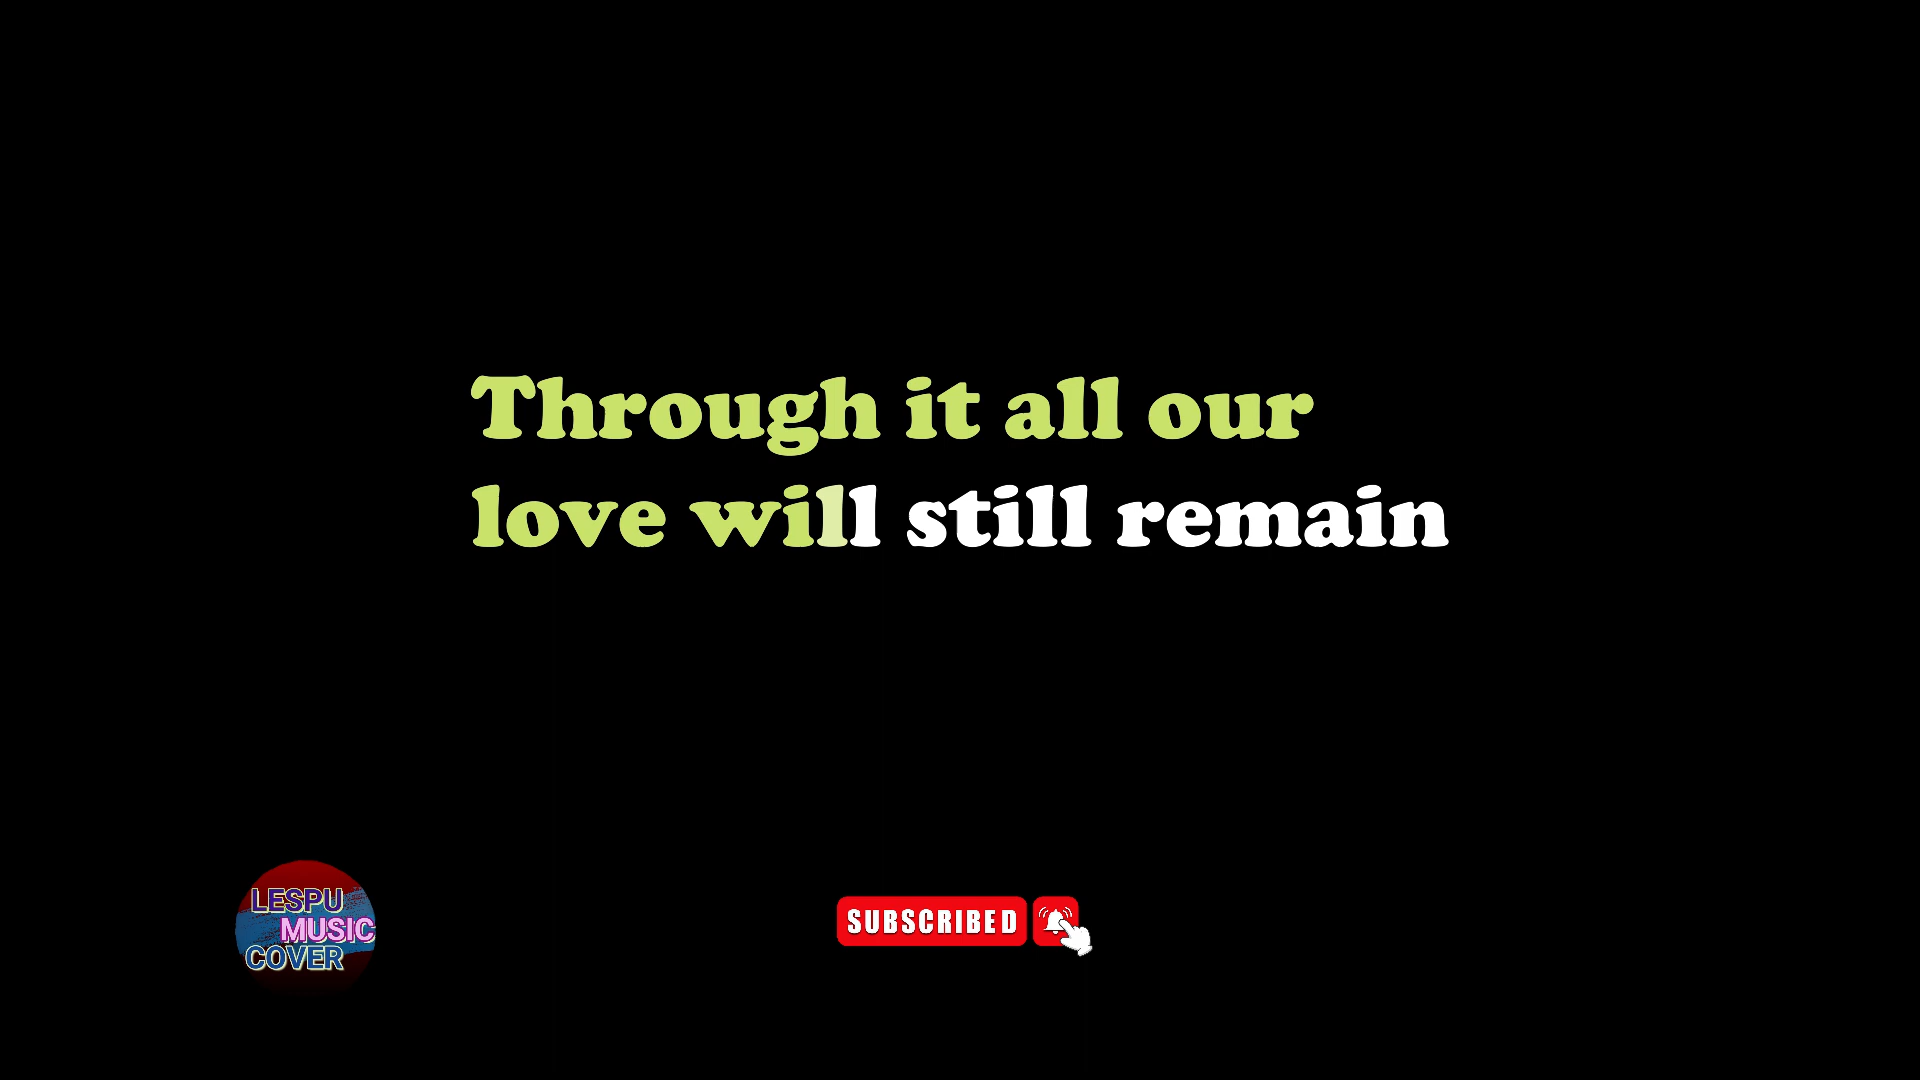 Through it all our
love will still remain
LESPU
MUSIC
COVER
SUBSCRIBED